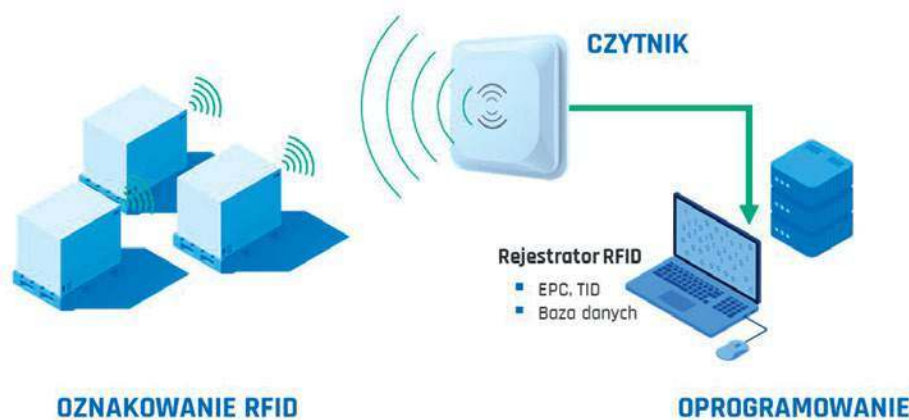 CZYTNIK
Rejestrator RFID
EPC, TID
Baza danych
OZNAKOWANIE RFID
OPROGRAMOWANIE